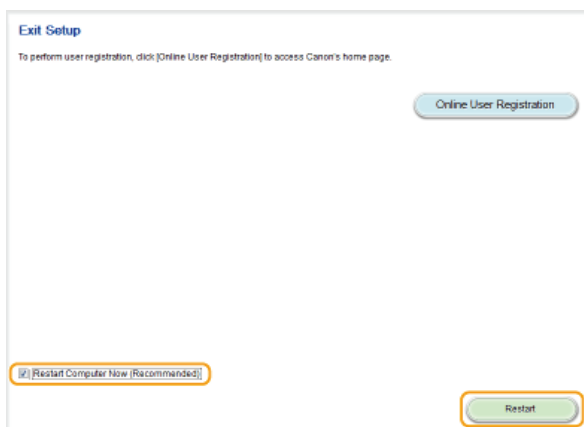 Exit Setup
To perform user registration, click [Online User Registration] to access Canon's home page.
Online User Registration
Restart Computer Now (Recommended)
Restart